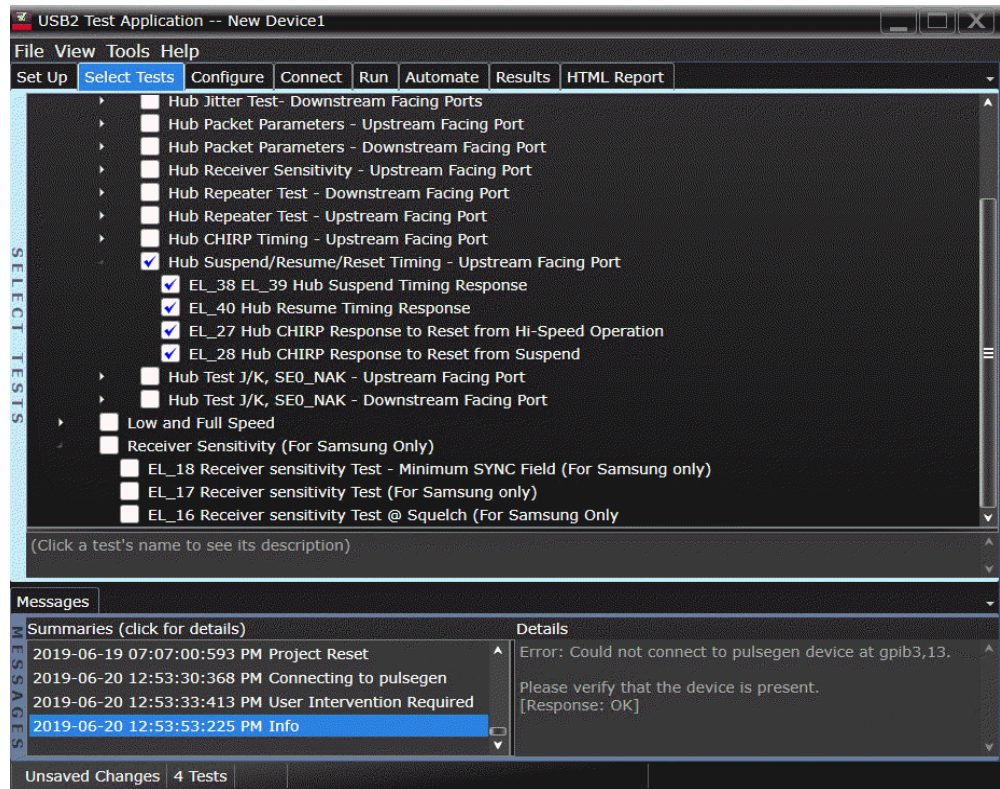 USB2 Test Application -- New Device1
File View Tools Help
Set Up Select Tests Configure Connect Run Automate Results HTML Report
Hub Jitter Test- Downstream Facing Ports
Hub Packet Parameters - Upstream Facing Port
Hub Packet Parameters - Downstream Facing Port
Hub Receiver Sensitivity - Upstream Facing Port
Hub Repeater Test - Downstream Facing Port
Hub Repeater Test - Upstream Facing Port
Hub CHIRP Timing - Upstream Facing Port
Hub Suspend/Resume/Reset Timing - Upstream Facing Port
EL_38 EL_39 Hub Suspend Timing Response
EL_40 Hub Resume Timing Response
EL_27 Hub CHIRP Response to Reset from Hi-Speed Operation
EL_28 Hub CHIRP Response to Reset from Suspend
Hub Test J/K, SE0_NAK - Upstream Facing Port
Hub Test J/K, SE0_NAK - Downstream Facing Port
Low and Full Speed
Receiver Sensitivity (For Samsung Only)
EL_18 Receiver sensitivity Test - Minimum SYNC Field (For Samsung only)
EL_17 Receiver sensitivity Test (For Samsung only)
EL_16 Receiver sensitivity Test @ Squelch (For Samsung Only
SELECT TESTS
(Click a test's name to see its description)
Messages
MESSAGES
Summaries (click for details)
2019-06-19 07:07:00:593 PM Project Reset
2019-06-20 12:53:30:368 PM Connecting to pulsegen
2019-06-20 12:53:33:413 PM User Intervention Required
2019-06-20 12:53:53:225 PM Info
Details
Error: Could not connect to pulsegen device at gpib3,13.
Please verify that the device is present.
[Response: OK]
Unsaved Changes 4 Tests